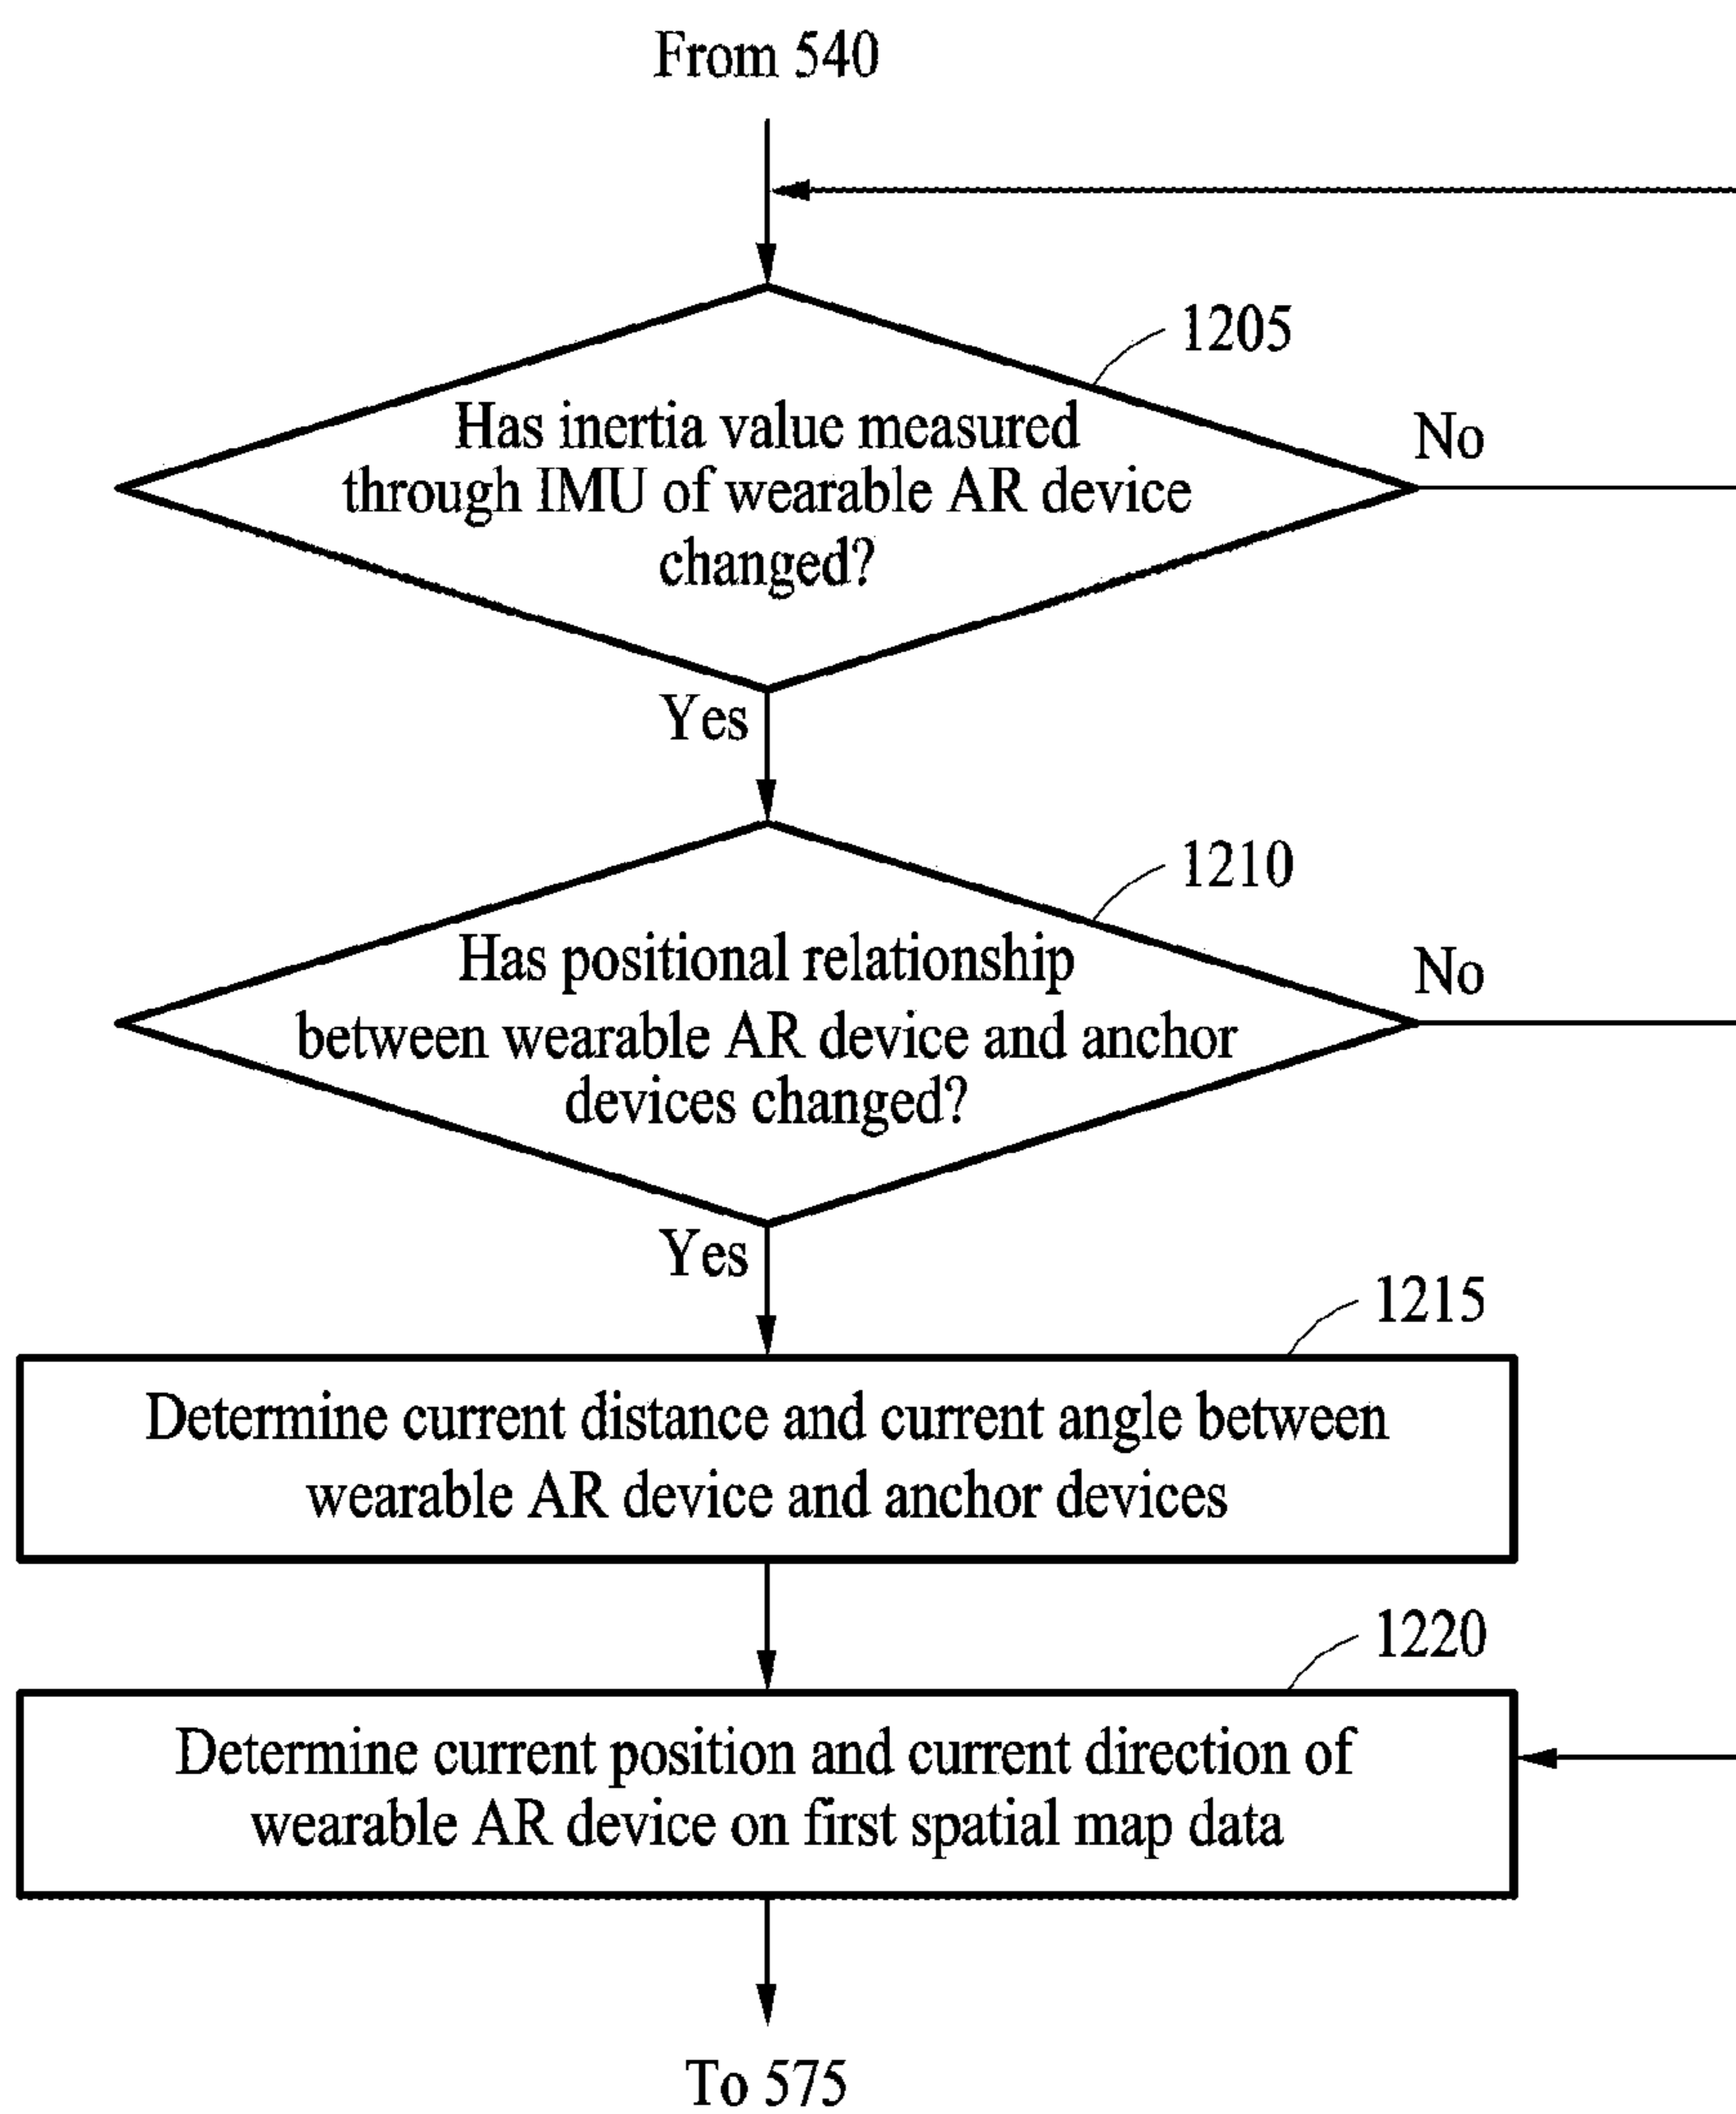 From 540
1205
Has inertia value measured
through IMU of wearable AR device
changed?
No
Yes
1210
Has positional relationship
between wearable AR device and anchor
devices changed?
No
Yes
1215
Determine current distance and current angle between
wearable AR device and anchor devices
1220
Determine current position and current direction of
wearable AR device on first spatial map data
To 575